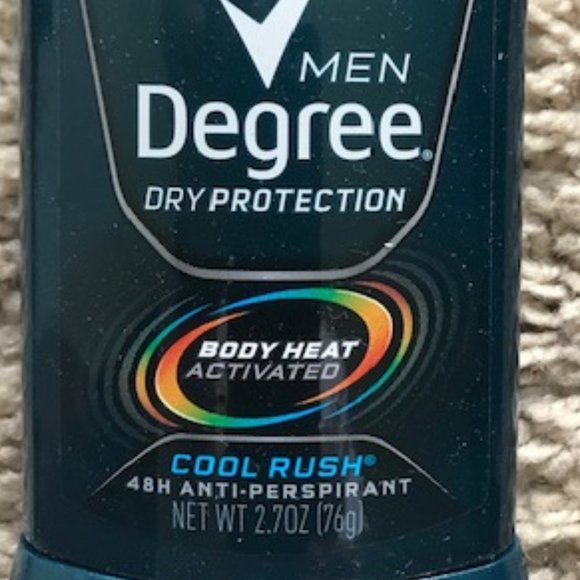 MEN
Degree®
DRY PROTECTION
BODY HEAT
ACTIVATED
COOL RUSH®
48H ANTI-PERSPIRANT
NET WT 2.7OZ (76g)